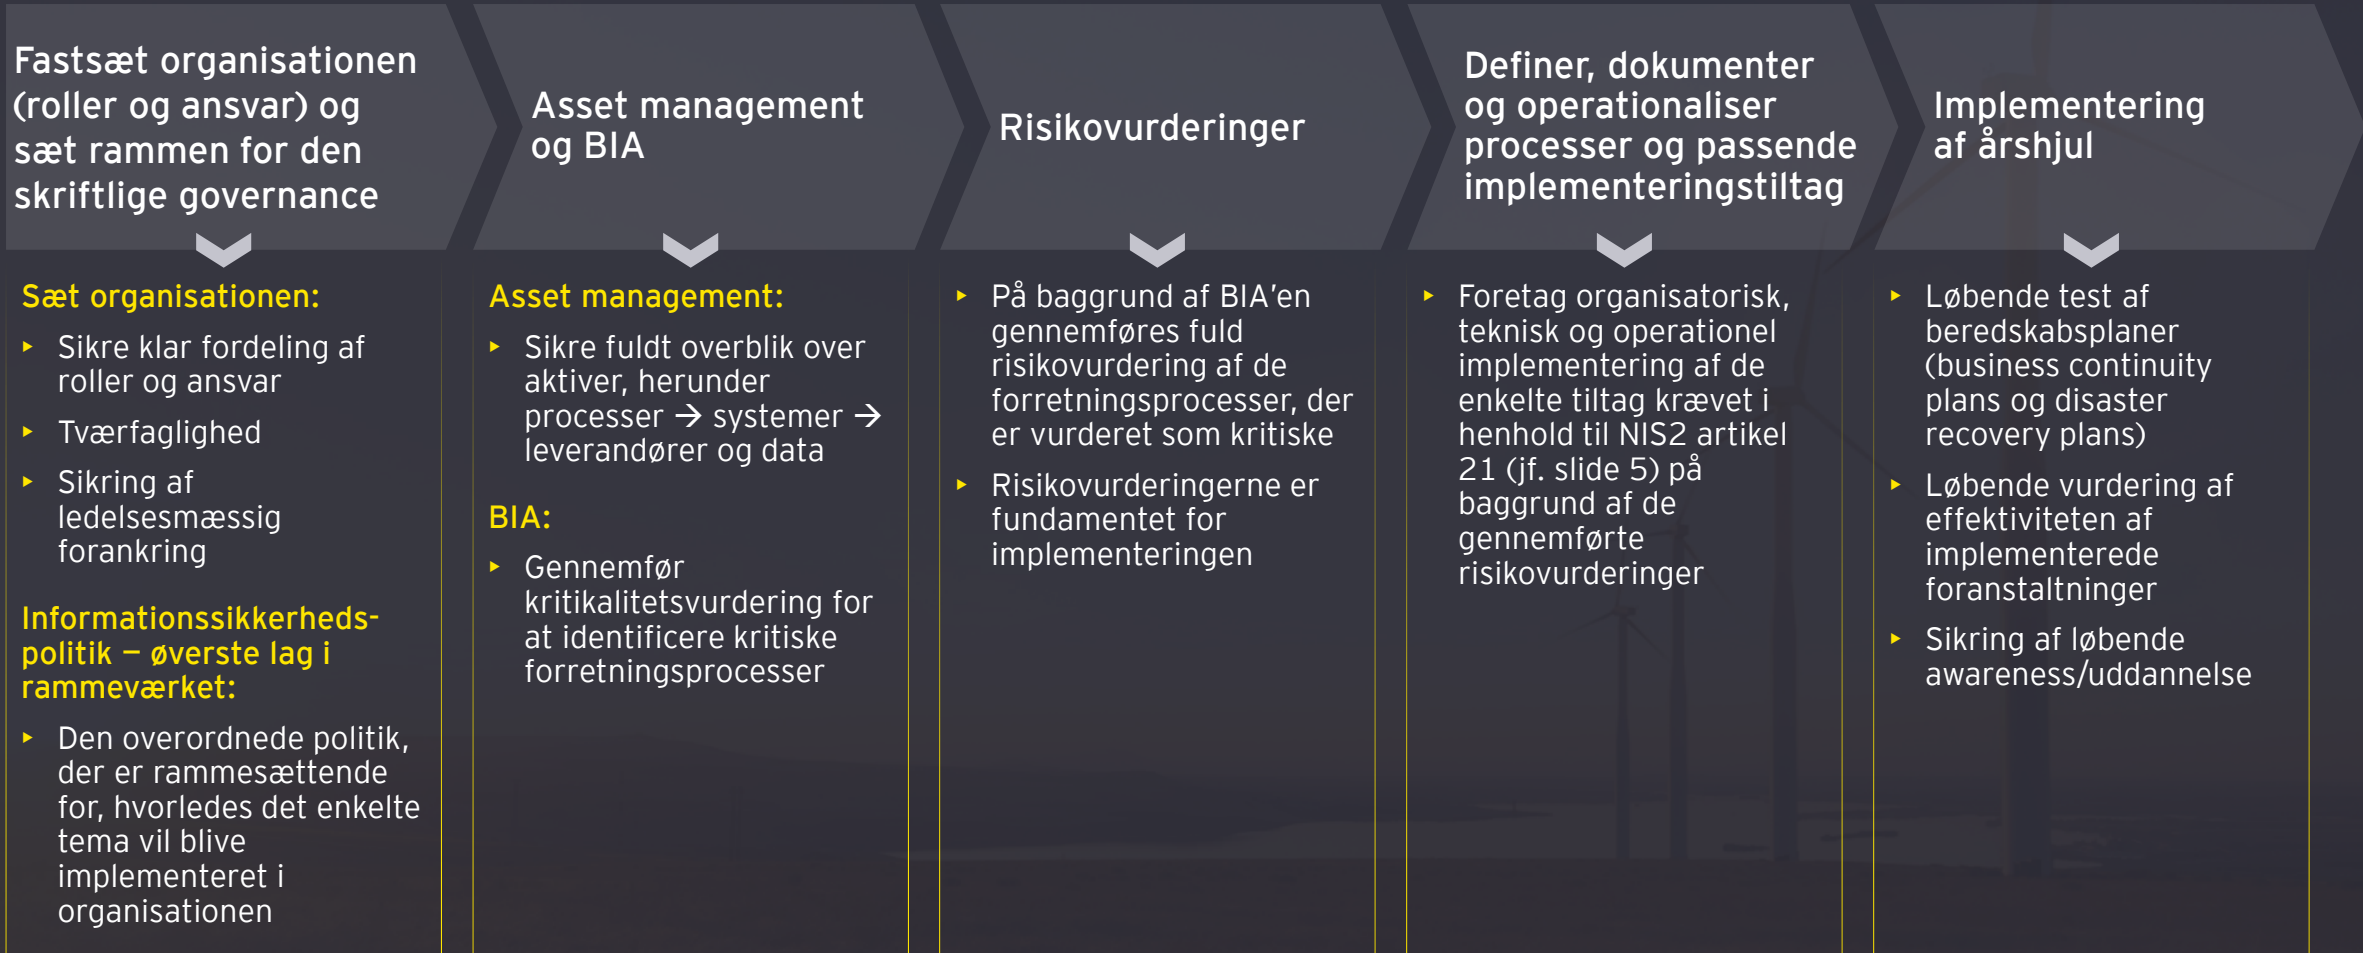 Fastsæt organisationen
(roller og ansvar) og
sæt rammen for den
skriftlige governance
Sæt organisationen:
‣ Sikre klar fordeling af
roller og ansvar
‣ Tværfaglighed
‣ Sikring af
ledelsesmæssig
forankring
Informationssikkerheds-
politik – øverste lag i
rammeværket:
‣ Den overordnede politik,
der er rammesættende
for, hvorledes det enkelte
tema vil blive
implementeret i
organisationen
Asset management
og BIA
Asset management:
‣ Sikre fuldt overblik over
aktiver, herunder
processer → systemer →
leverandører og data
BIA:
‣ Gennemfør
kritikalitetsvurdering for
at identificere kritiske
forretningsprocesser
Risikovurderinger
‣ På baggrund af BIA’en
gennemføres fuld
risikovurdering af de
forretningsprocesser, der
er vurderet som kritiske
‣ Risikovurderingerne er
fundamentet for
implementeringen
Definer, dokumenter
og operationaliser
processer og passende
implementeringstiltag
‣ Foretag organisatorisk,
teknisk og operationel
implementering af de
enkelte tiltag krævet i
henhold til NIS2 artikel
21 (jf. slide 5) på
baggrund af de
gennemførte
risikovurderinger
Implementering
af årshjul
‣ Løbende test af
beredskabsplaner
(business continuity
plans og disaster
recovery plans)
‣ Løbende vurdering af
effektiviteten af
implementerede
foranstaltninger
‣ Sikring af løbende
awareness/uddannelse